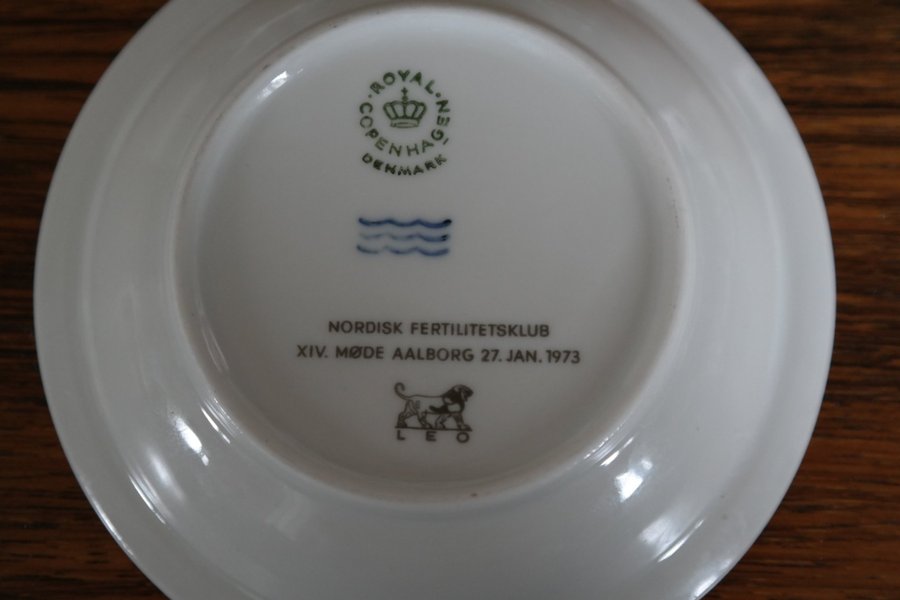 ROYAL COPENHAGEN
DENMARK
NORDISK FERTILITETSKLUB
XIV. MØDE AALBORG 27. JAN. 1973
LEO